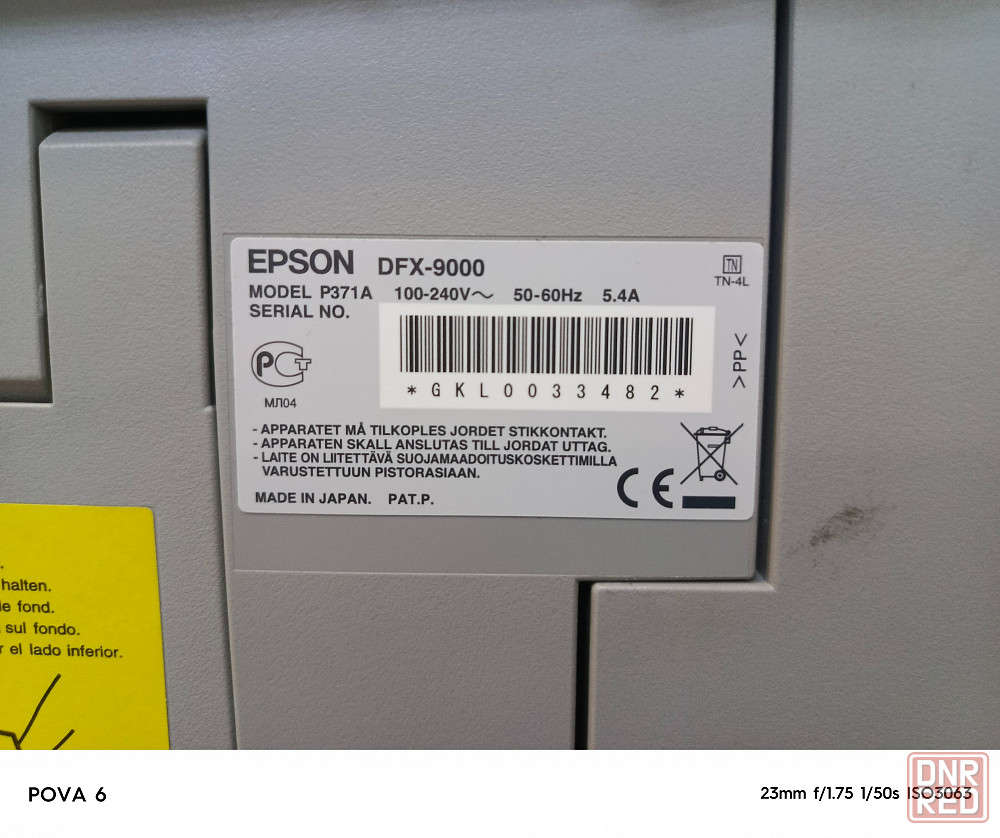 EPSON DFX-9000
TN
TN-4L
MODEL P371A 100-240V~ 50-60Hz 5.4A
SERIAL NO.
*GKL0033482*
>PP<
РСТ
МЛ04
- APPARATET MÅ TILKOPLES JORDET STIKKONTAKT.
- APPARATEN SKALL ANSLUTAS TILL JORDAT UTTAG.
- LAITE ON LIITETTÄVÄ SUOJAMAADOITUSKOSKETTIMILLA
VARUSTETTUUN PISTORASIAAN.
CE
MADE IN JAPAN. PAT.P.
halten.
fond.
sul fondo.
el lado inferior.
POVA 6
23mm f/1.75 1/50s ISO3063
DNR
RED